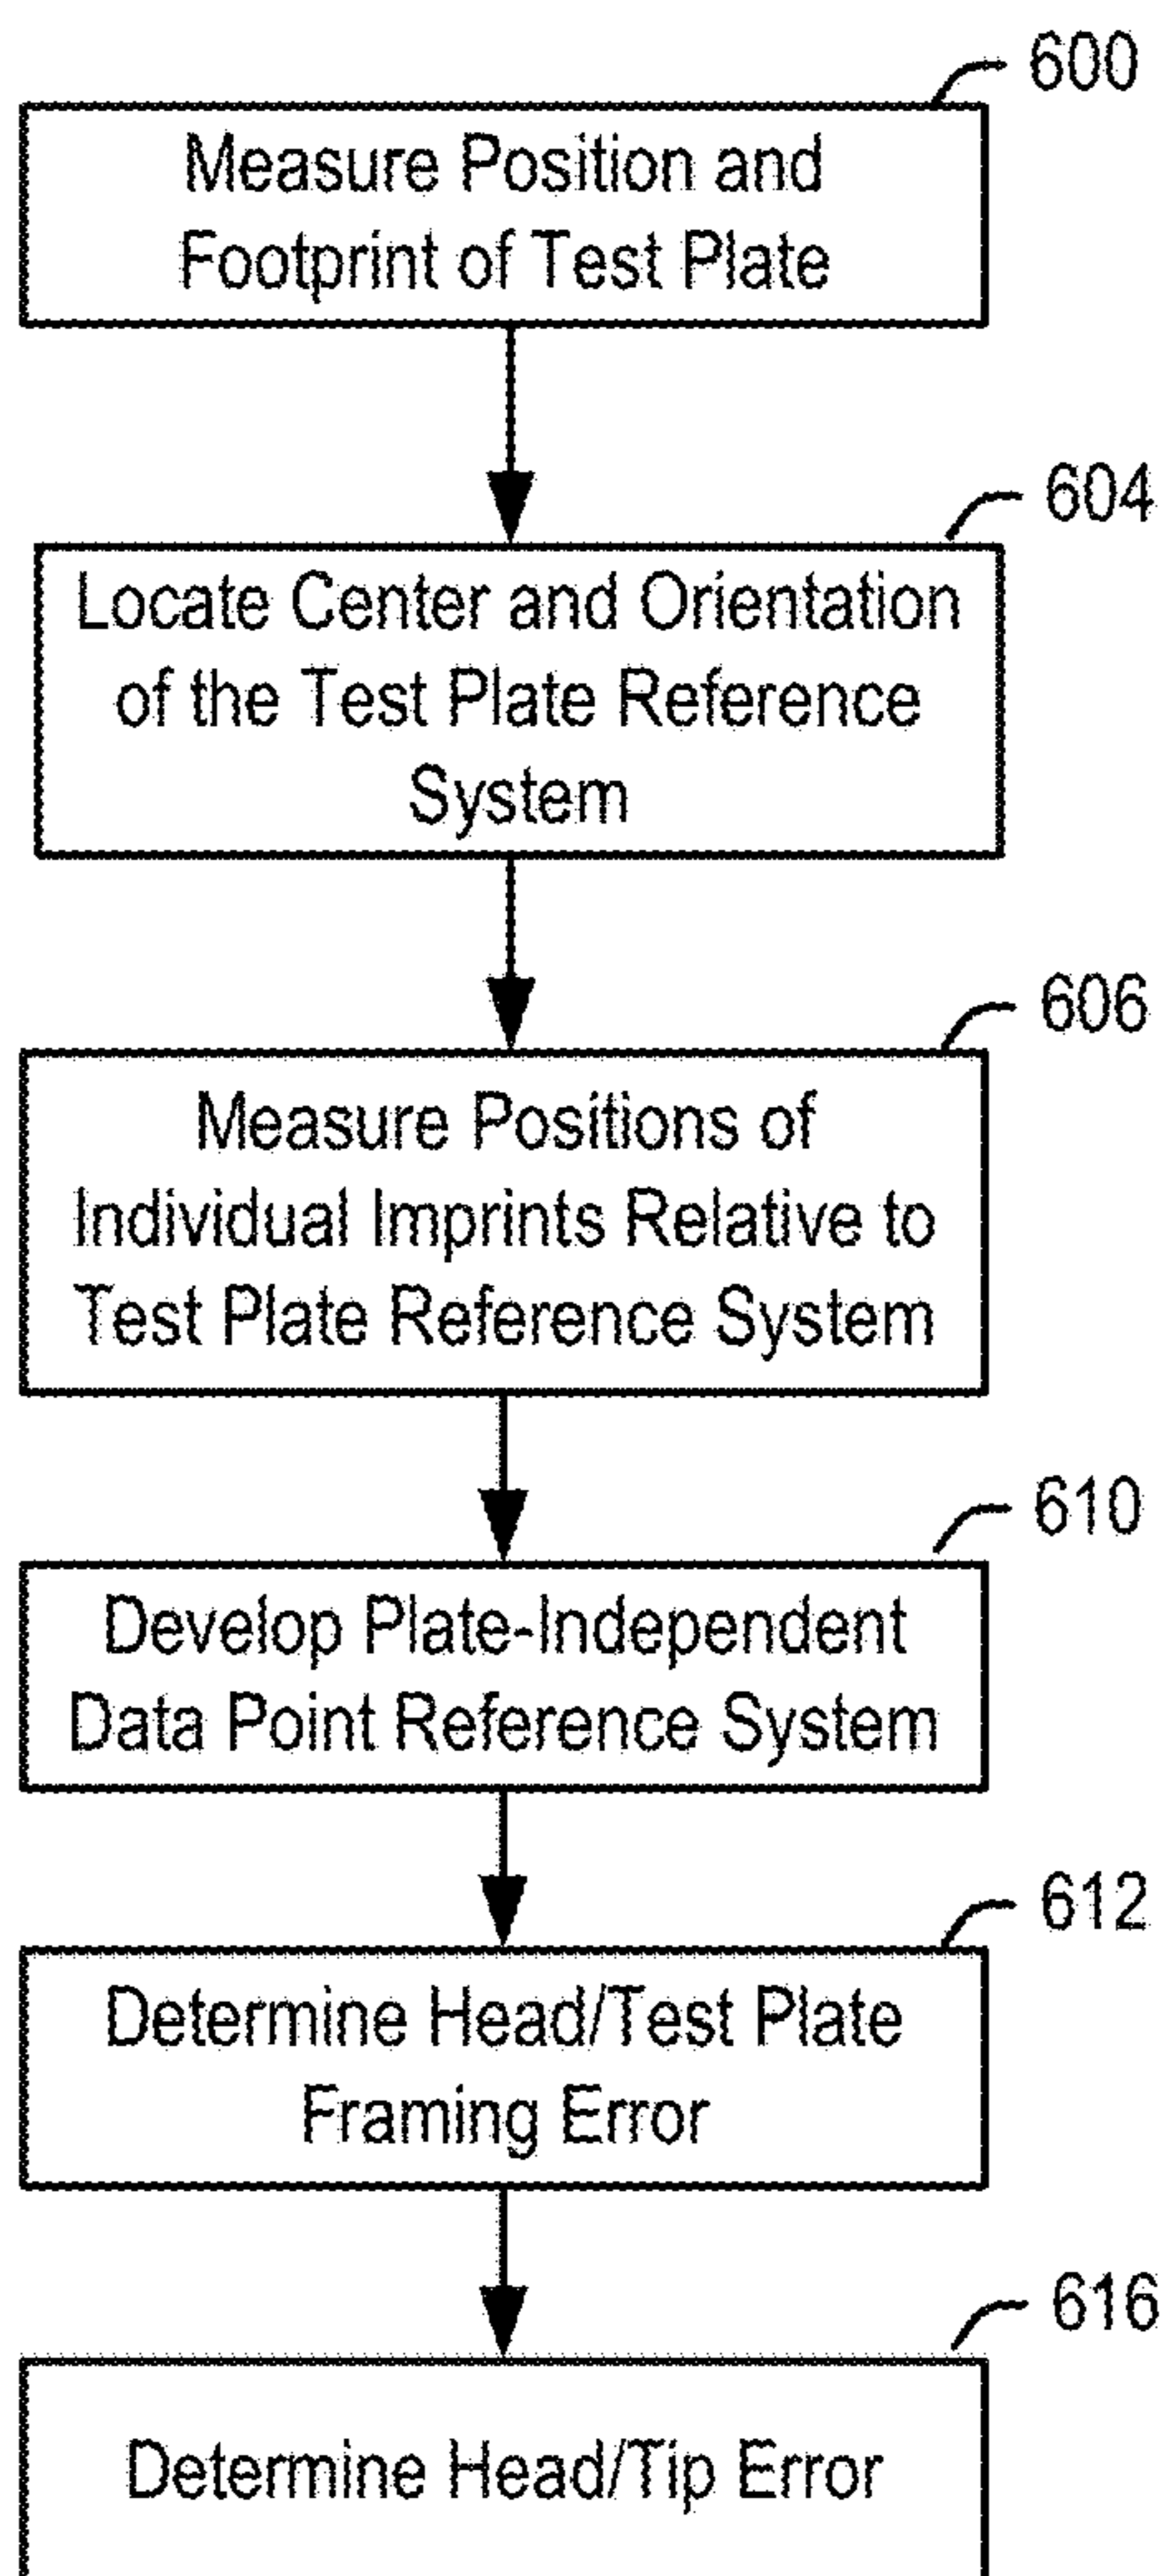 600
Measure Position and
Footprint of Test Plate
604
Locate Center and Orientation
of the Test Plate Reference
System
606
Measure Positions of
Individual Imprints Relative to
Test Plate Reference System
610
Develop Plate-Independent
Data Point Reference System
612
Determine Head/Test Plate
Framing Error
616
Determine Head/Tip Error